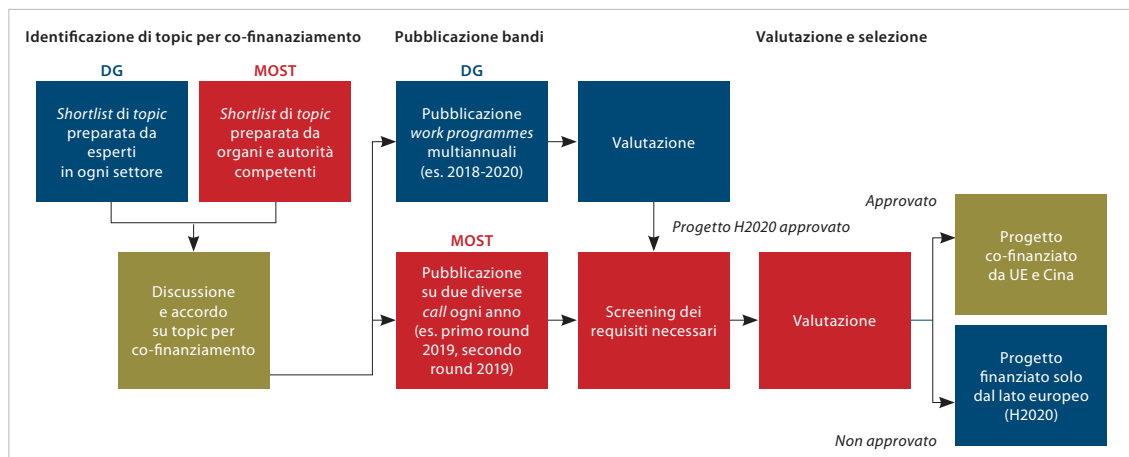 Identificazione di topic per co-finanaziamento
Pubblicazione bandi
Valutazione e selezione
DG
Shortlist di topic
preparata da
esperti
in ogni settore
MOST
Shortlist di topic
preparata da
organi e autorità
competenti
Discussione
e accordo
su topic per
co-finanziamento
DG
Pubblicazione
work programmes
multiannuali
(es. 2018-2020)
Valutazione
Progetto H2020 approvato
MOST
Pubblicazione
su due diverse
call ogni anno
(es. primo round
2019, secondo
round 2019)
Screening dei
requisiti necessari
Valutazione
Approvato
Progetto
co-finanziato
da UE e Cina
Progetto
finanziato solo
dal lato europeo
(H2020)
Non approvato